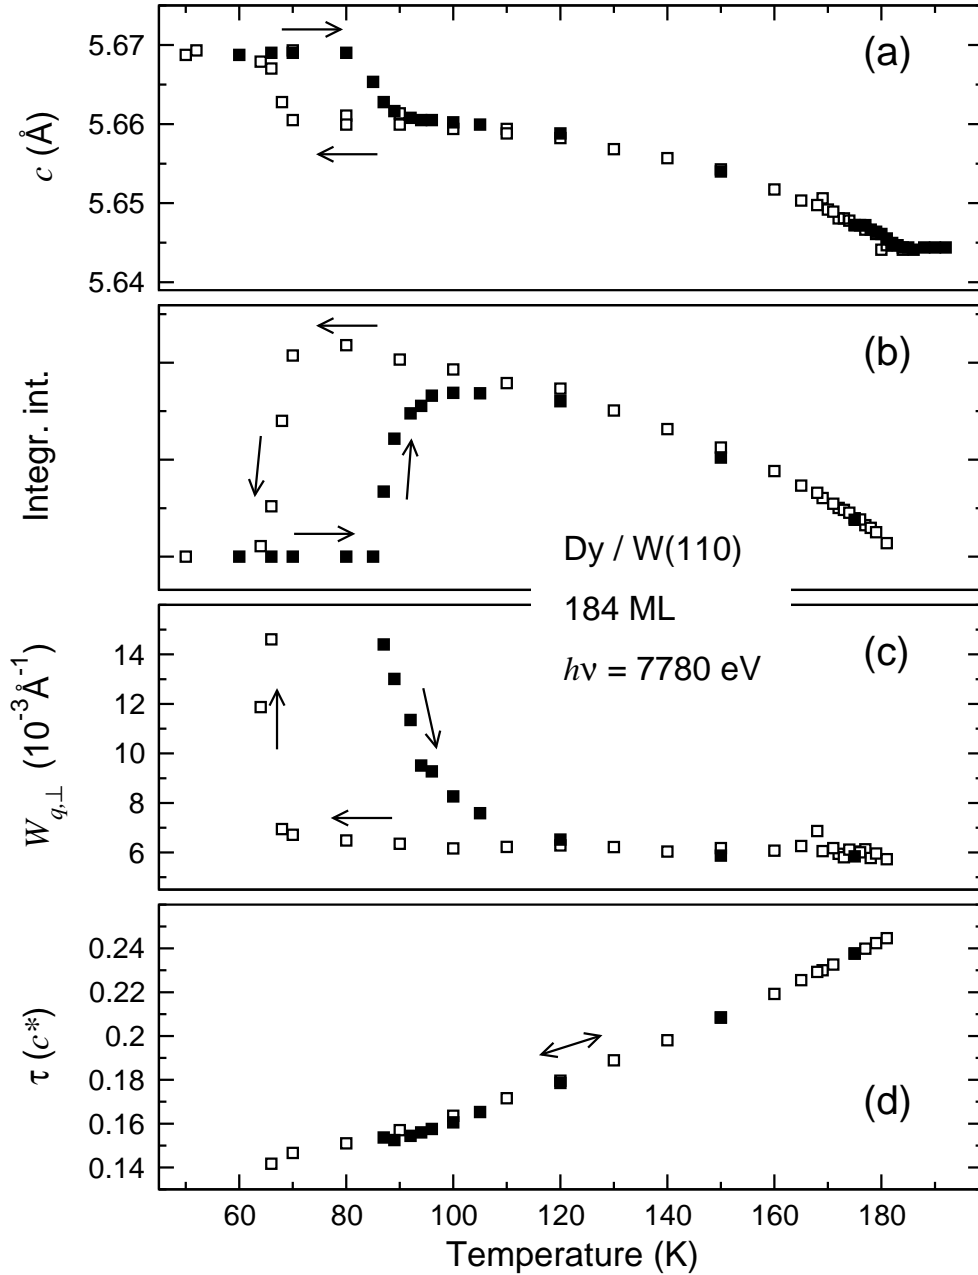 (a)
5.67
5.66
5.65
5.64
c (Å)
(b)
Integr. int.
Dy / W(110)
184 ML
hν = 7780 eV
(c)
14
12
10
8
6
W_{q,⊥} (10^{-3}Å^{-1})
0.24
0.22
0.2
0.18
0.16
0.14
τ (c*)
(d)
60 80 100 120 140 160 180
Temperature (K)